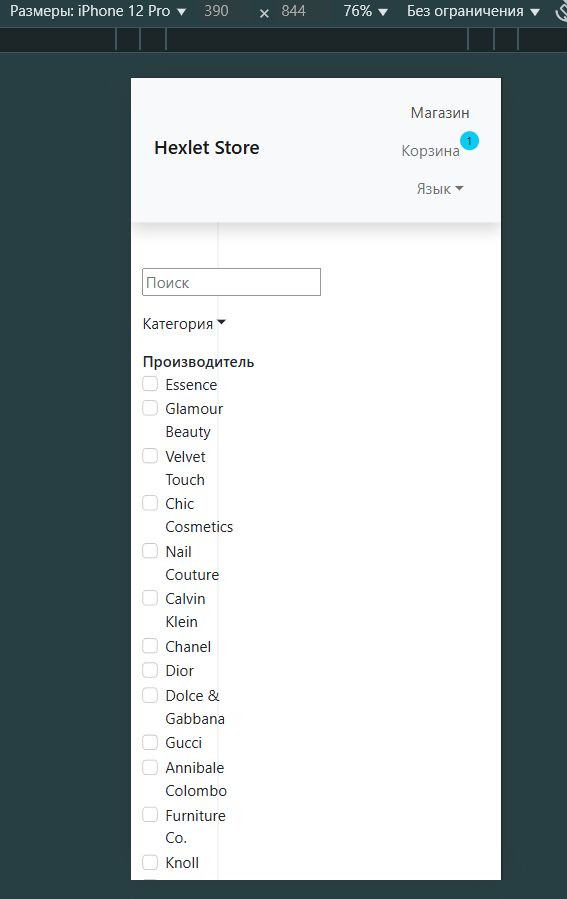 Размеры: iPhone 12 Pro ▼ 390 × 844 76% ▼ Без ограничения ▼
Магазин
Hexlet Store
Корзина 1
Язык
Поиск
Категория
Производитель
Essence
Glamour
Beauty
Velvet
Touch
Chic
Cosmetics
Nail
Couture
Calvin
Klein
Chanel
Dior
Dolce &
Gabbana
Gucci
Annibale
Colombo
Furniture
Co.
Knoll